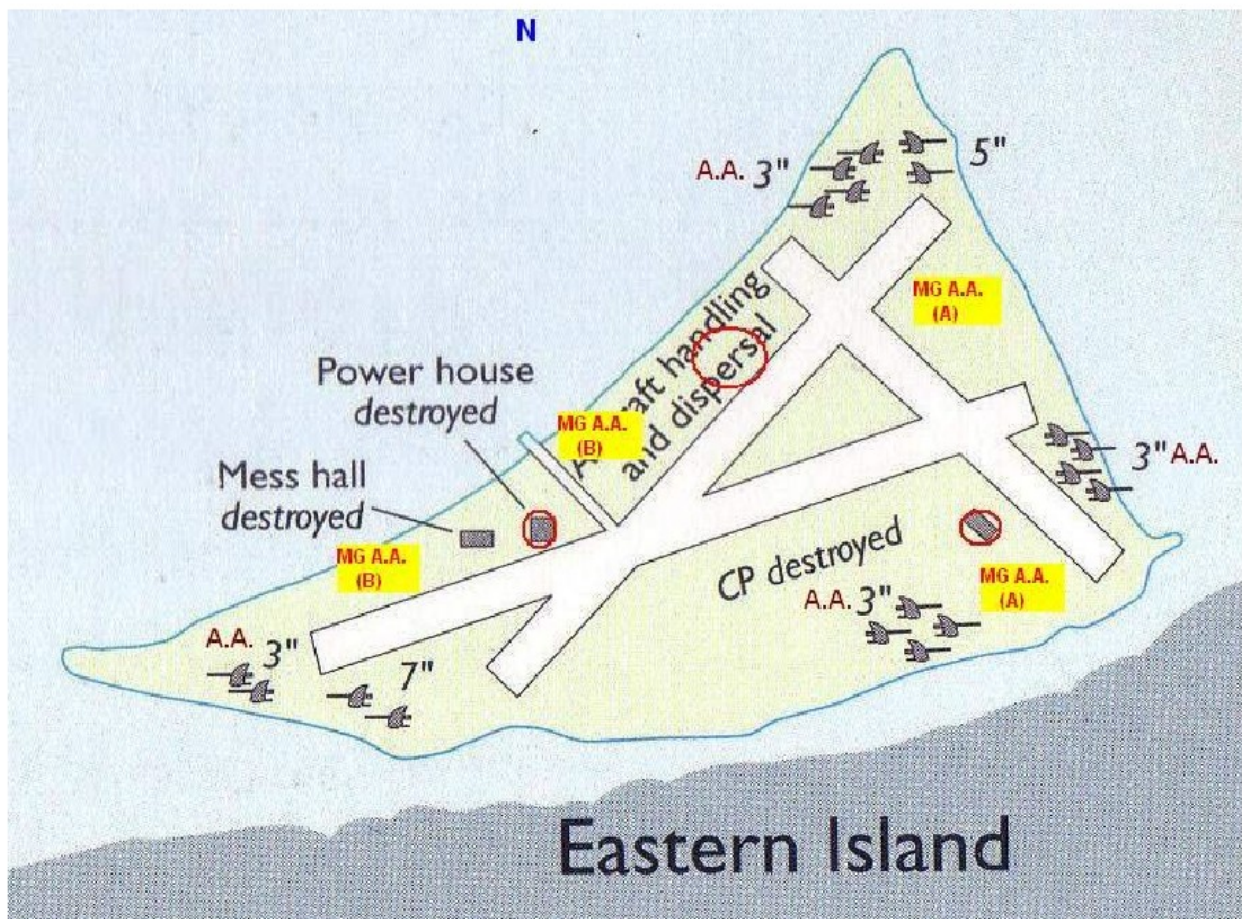 N
A.A. 3"
5"
MG A.A.
(A)
Aircraft handling
and dispersal
Power house
destroyed
MG A.A.
(B)
Mess hall
destroyed
3" A.A.
MG A.A.
(B)
CP destroyed
MG A.A.
(A)
A.A. 3"
A.A. 3"
7"
Eastern Island